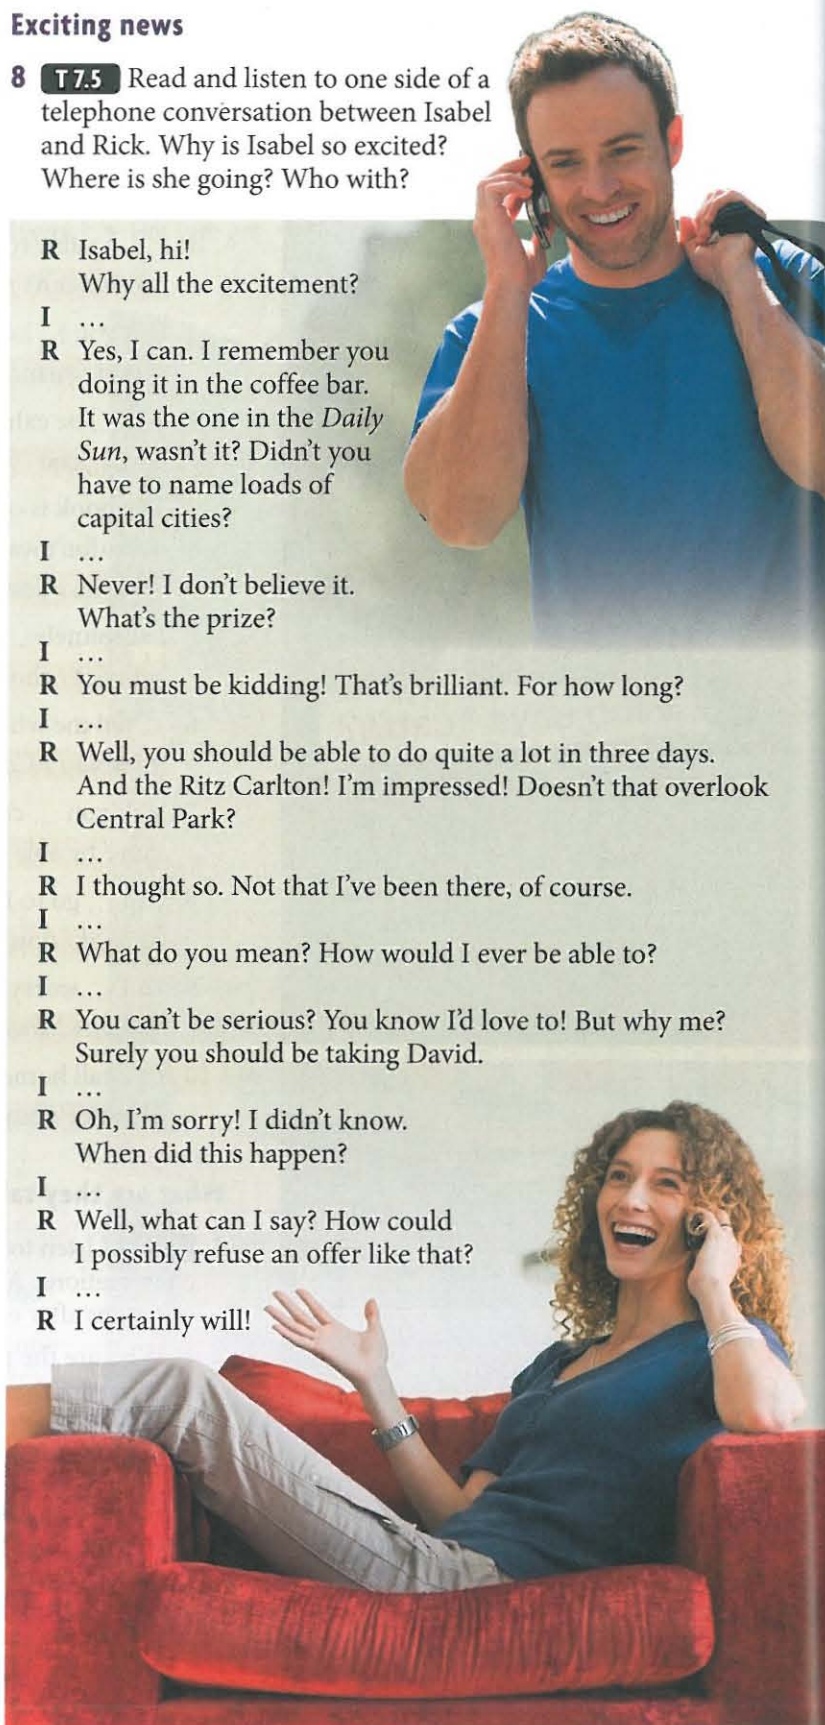 Exciting news
8 T 7.5 Read and listen to one side of a
telephone conversation between Isabel
and Rick. Why is Isabel so excited?
Where is she going? Who with?
R Isabel, hi!
Why all the excitement?
I ...
R Yes, I can. I remember you
doing it in the coffee bar.
It was the one in the Daily
Sun, wasn't it? Didn't you
have to name loads of
capital cities?
I ...
R Never! I don't believe it.
What's the prize?
I ...
R You must be kidding! That's brilliant. For how long?
I ...
R Well, you should be able to do quite a lot in three days.
And the Ritz Carlton! I'm impressed! Doesn't that overlook
Central Park?
I ...
R I thought so. Not that I've been there, of course.
I ...
R What do you mean? How would I ever be able to?
I ...
R You can't be serious? You know I'd love to! But why me?
Surely you should be taking David.
I ...
R Oh, I'm sorry! I didn't know.
When did this happen?
I ...
R Well, what can I say? How could
I possibly refuse an offer like that?
I ...
R I certainly will!